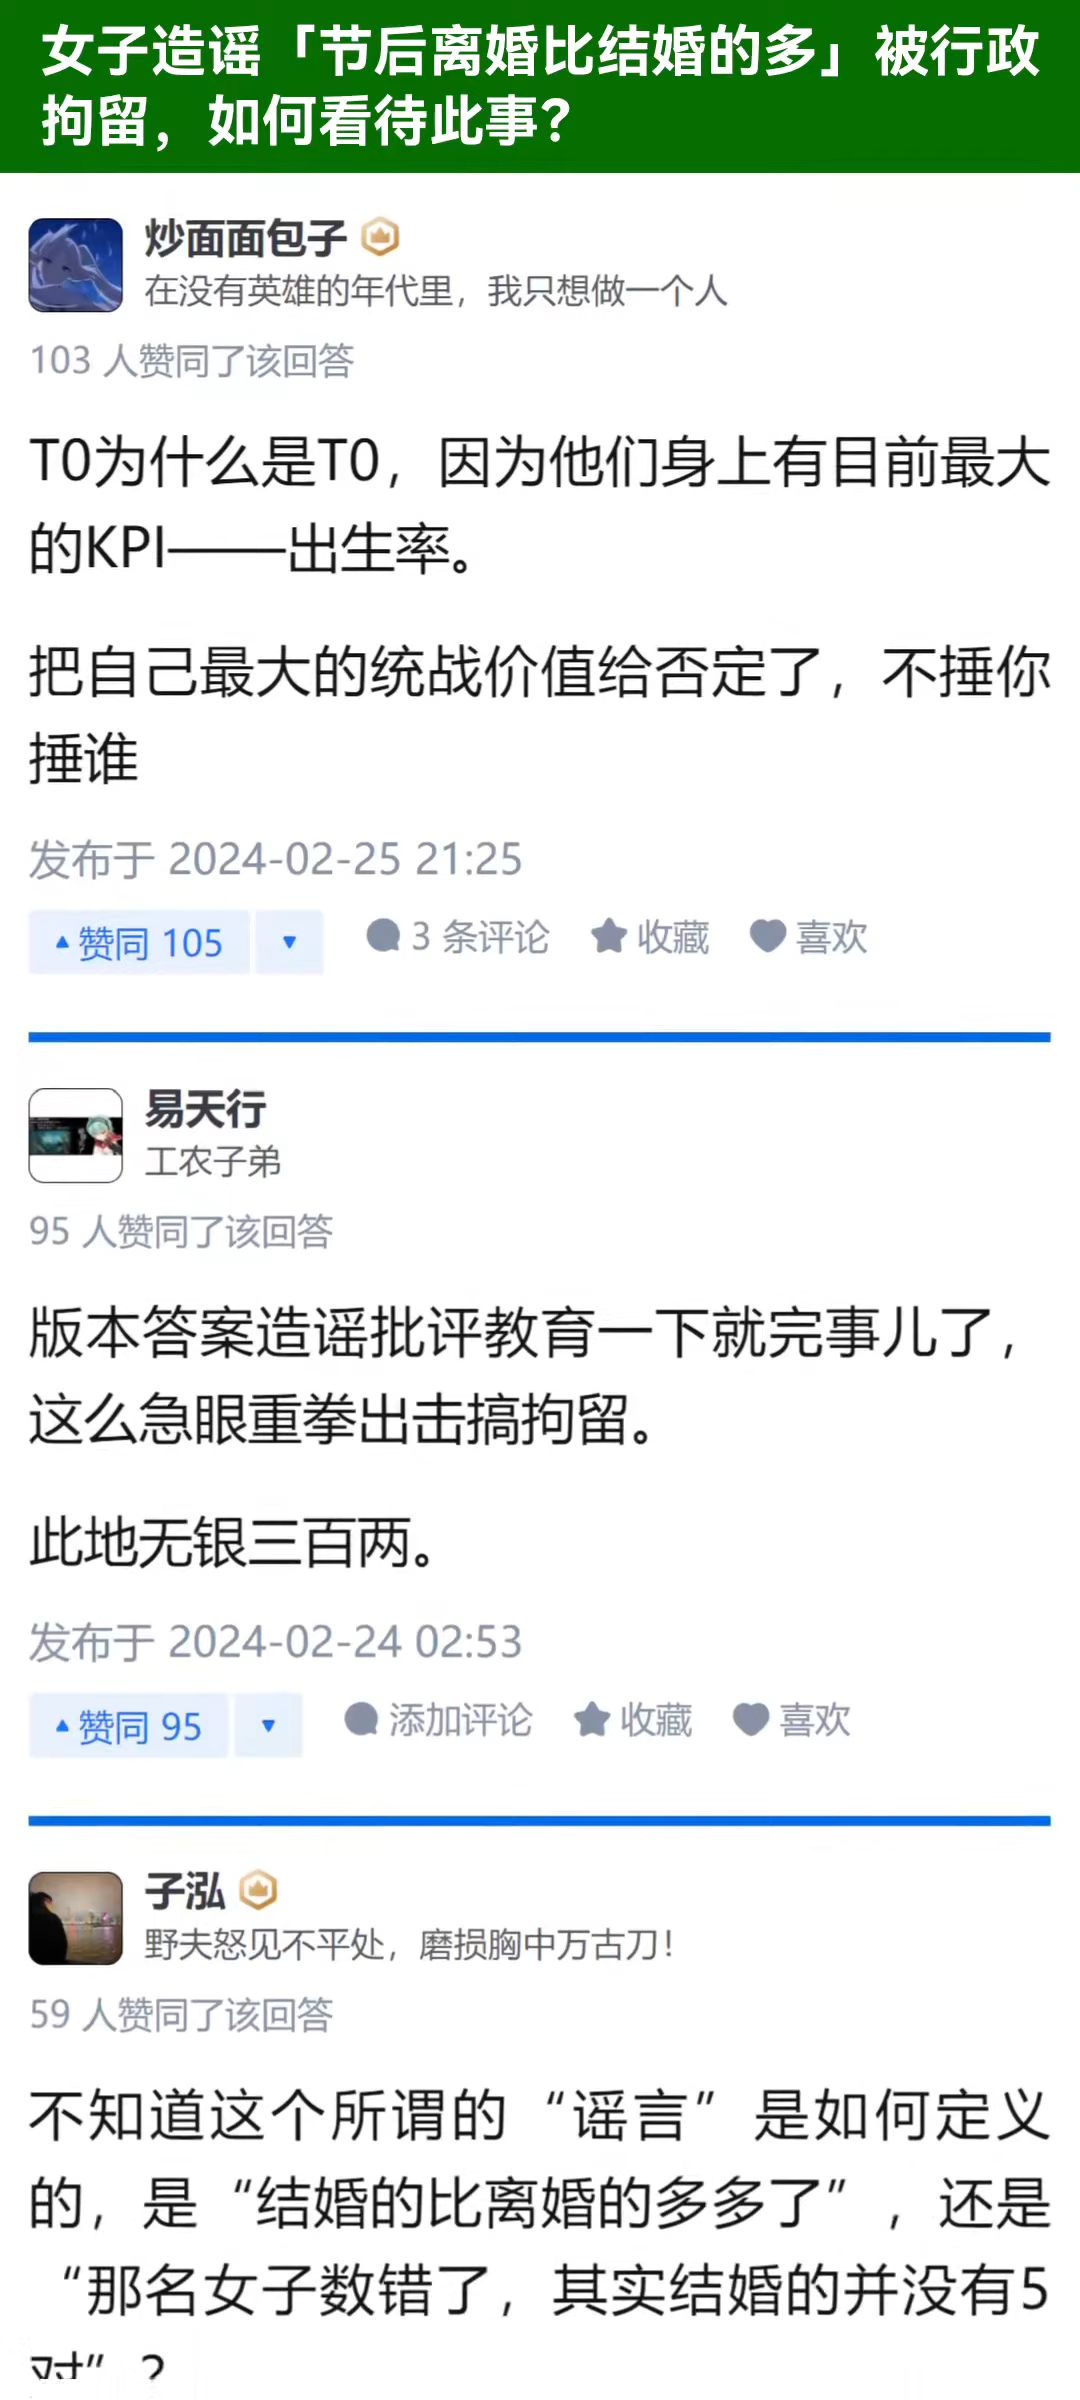 女子造谣「节后离婚比结婚的多」被行政
拘留，如何看待此事？
炒面面包子
在没有英雄的年代里，我只想做一个人
103 人赞同了该回答
T0为什么是T0，因为他们身上有目前最大
的KPI——出生率。
把自己最大的统战价值给否定了，不捶你
捶谁
发布于 2024-02-25 21:25
赞同 105 3 条评论 收藏 喜欢
易天行
工农子弟
95 人赞同了该回答
版本答案造谣批评教育一下就完事儿了，
这么急眼重拳出击搞拘留。
此地无银三百两。
发布于 2024-02-24 02:53
赞同 95 添加评论 收藏 喜欢
子泓
野夫怒见不平处，磨损胸中万古刀！
59 人赞同了该回答
不知道这个所谓的“谣言”是如何定义
的，是“结婚的比离婚的多多了”，还是
“那名女子数错了，其实结婚的并没有5
对”？